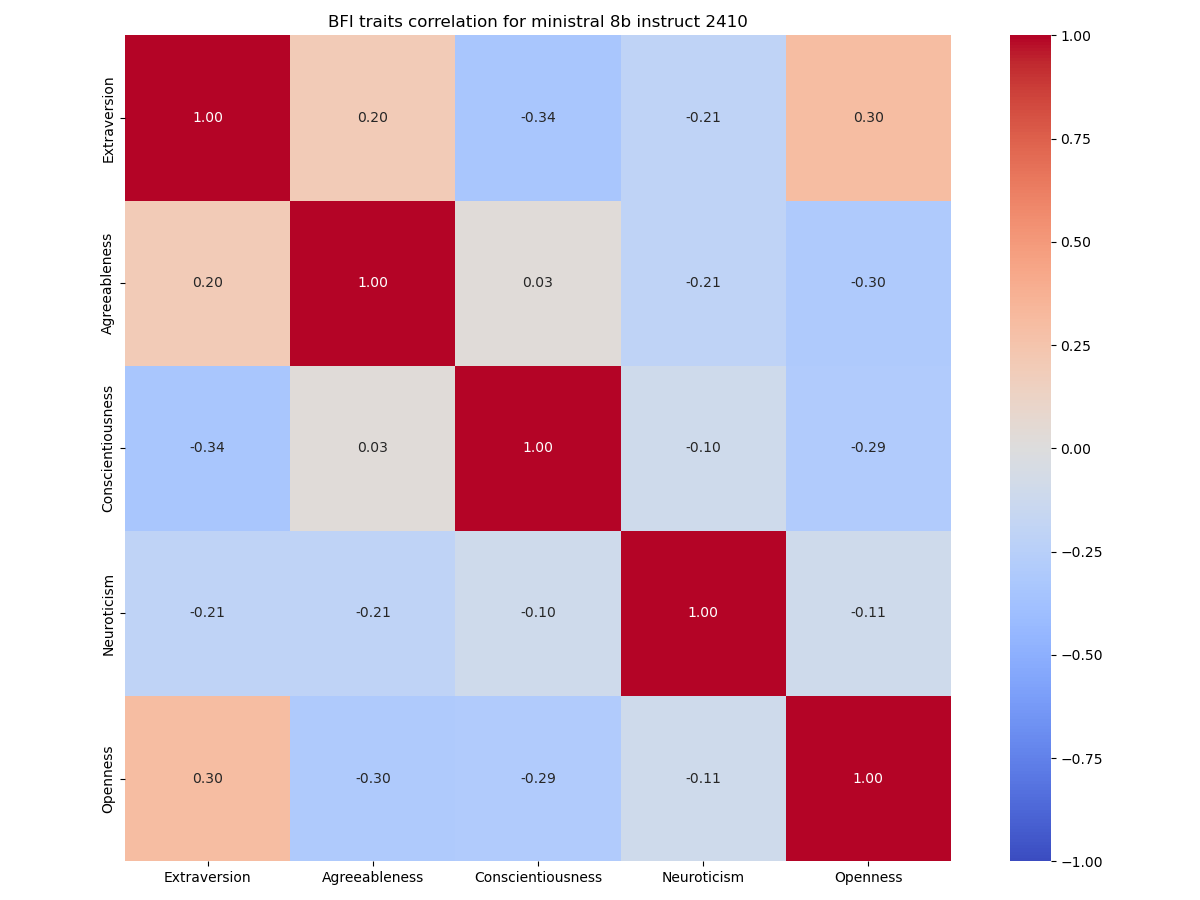 BFI traits correlation for ministral 8b instruct 2410
Extraversion
1.00 0.20 -0.34 -0.21 0.30
Agreeableness
0.20 1.00 0.03 -0.21 -0.30
Conscientiousness
-0.34 0.03 1.00 -0.10 -0.29
Neuroticism
-0.21 -0.21 -0.10 1.00 -0.11
Openness
0.30 -0.30 -0.29 -0.11 1.00
Extraversion Agreeableness Conscientiousness Neuroticism Openness
1.00
0.75
0.50
0.25
0.00
−0.25
−0.50
−0.75
−1.00